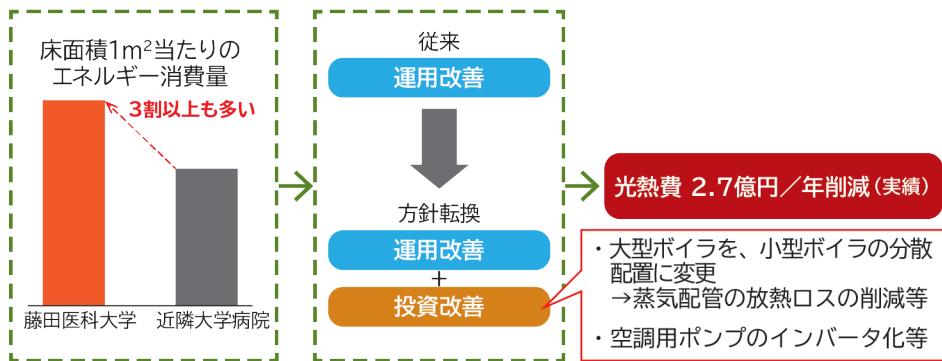 床面積1m²当たりの
エネルギー消費量
3割以上も多い
藤田医科大学
近隣大学病院
従来
運用改善
方針転換
運用改善
+
投資改善
光熱費 2.7億円／年削減（実績）
・大型ボイラを、小型ボイラの分散
配置に変更
→蒸気配管の放熱ロスの削減等
・空調用ポンプのインバータ化等